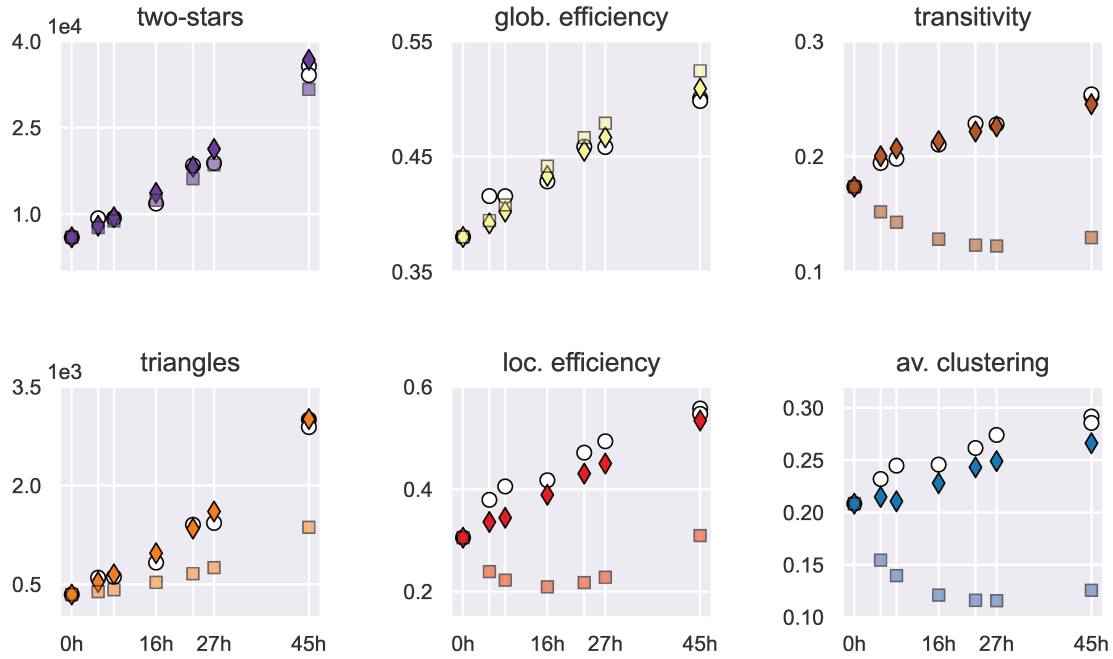 two-stars
1e4
4.0
2.5
1.0
glob. efficiency
0.55
0.45
0.35
transitivity
0.3
0.2
0.1
triangles
1e3
3.5
2.0
0.5
0h 16h 27h 45h
loc. efficiency
0.6
0.4
0.2
0h 16h 27h 45h
av. clustering
0.30
0.25
0.20
0.15
0.10
0h 16h 27h 45h